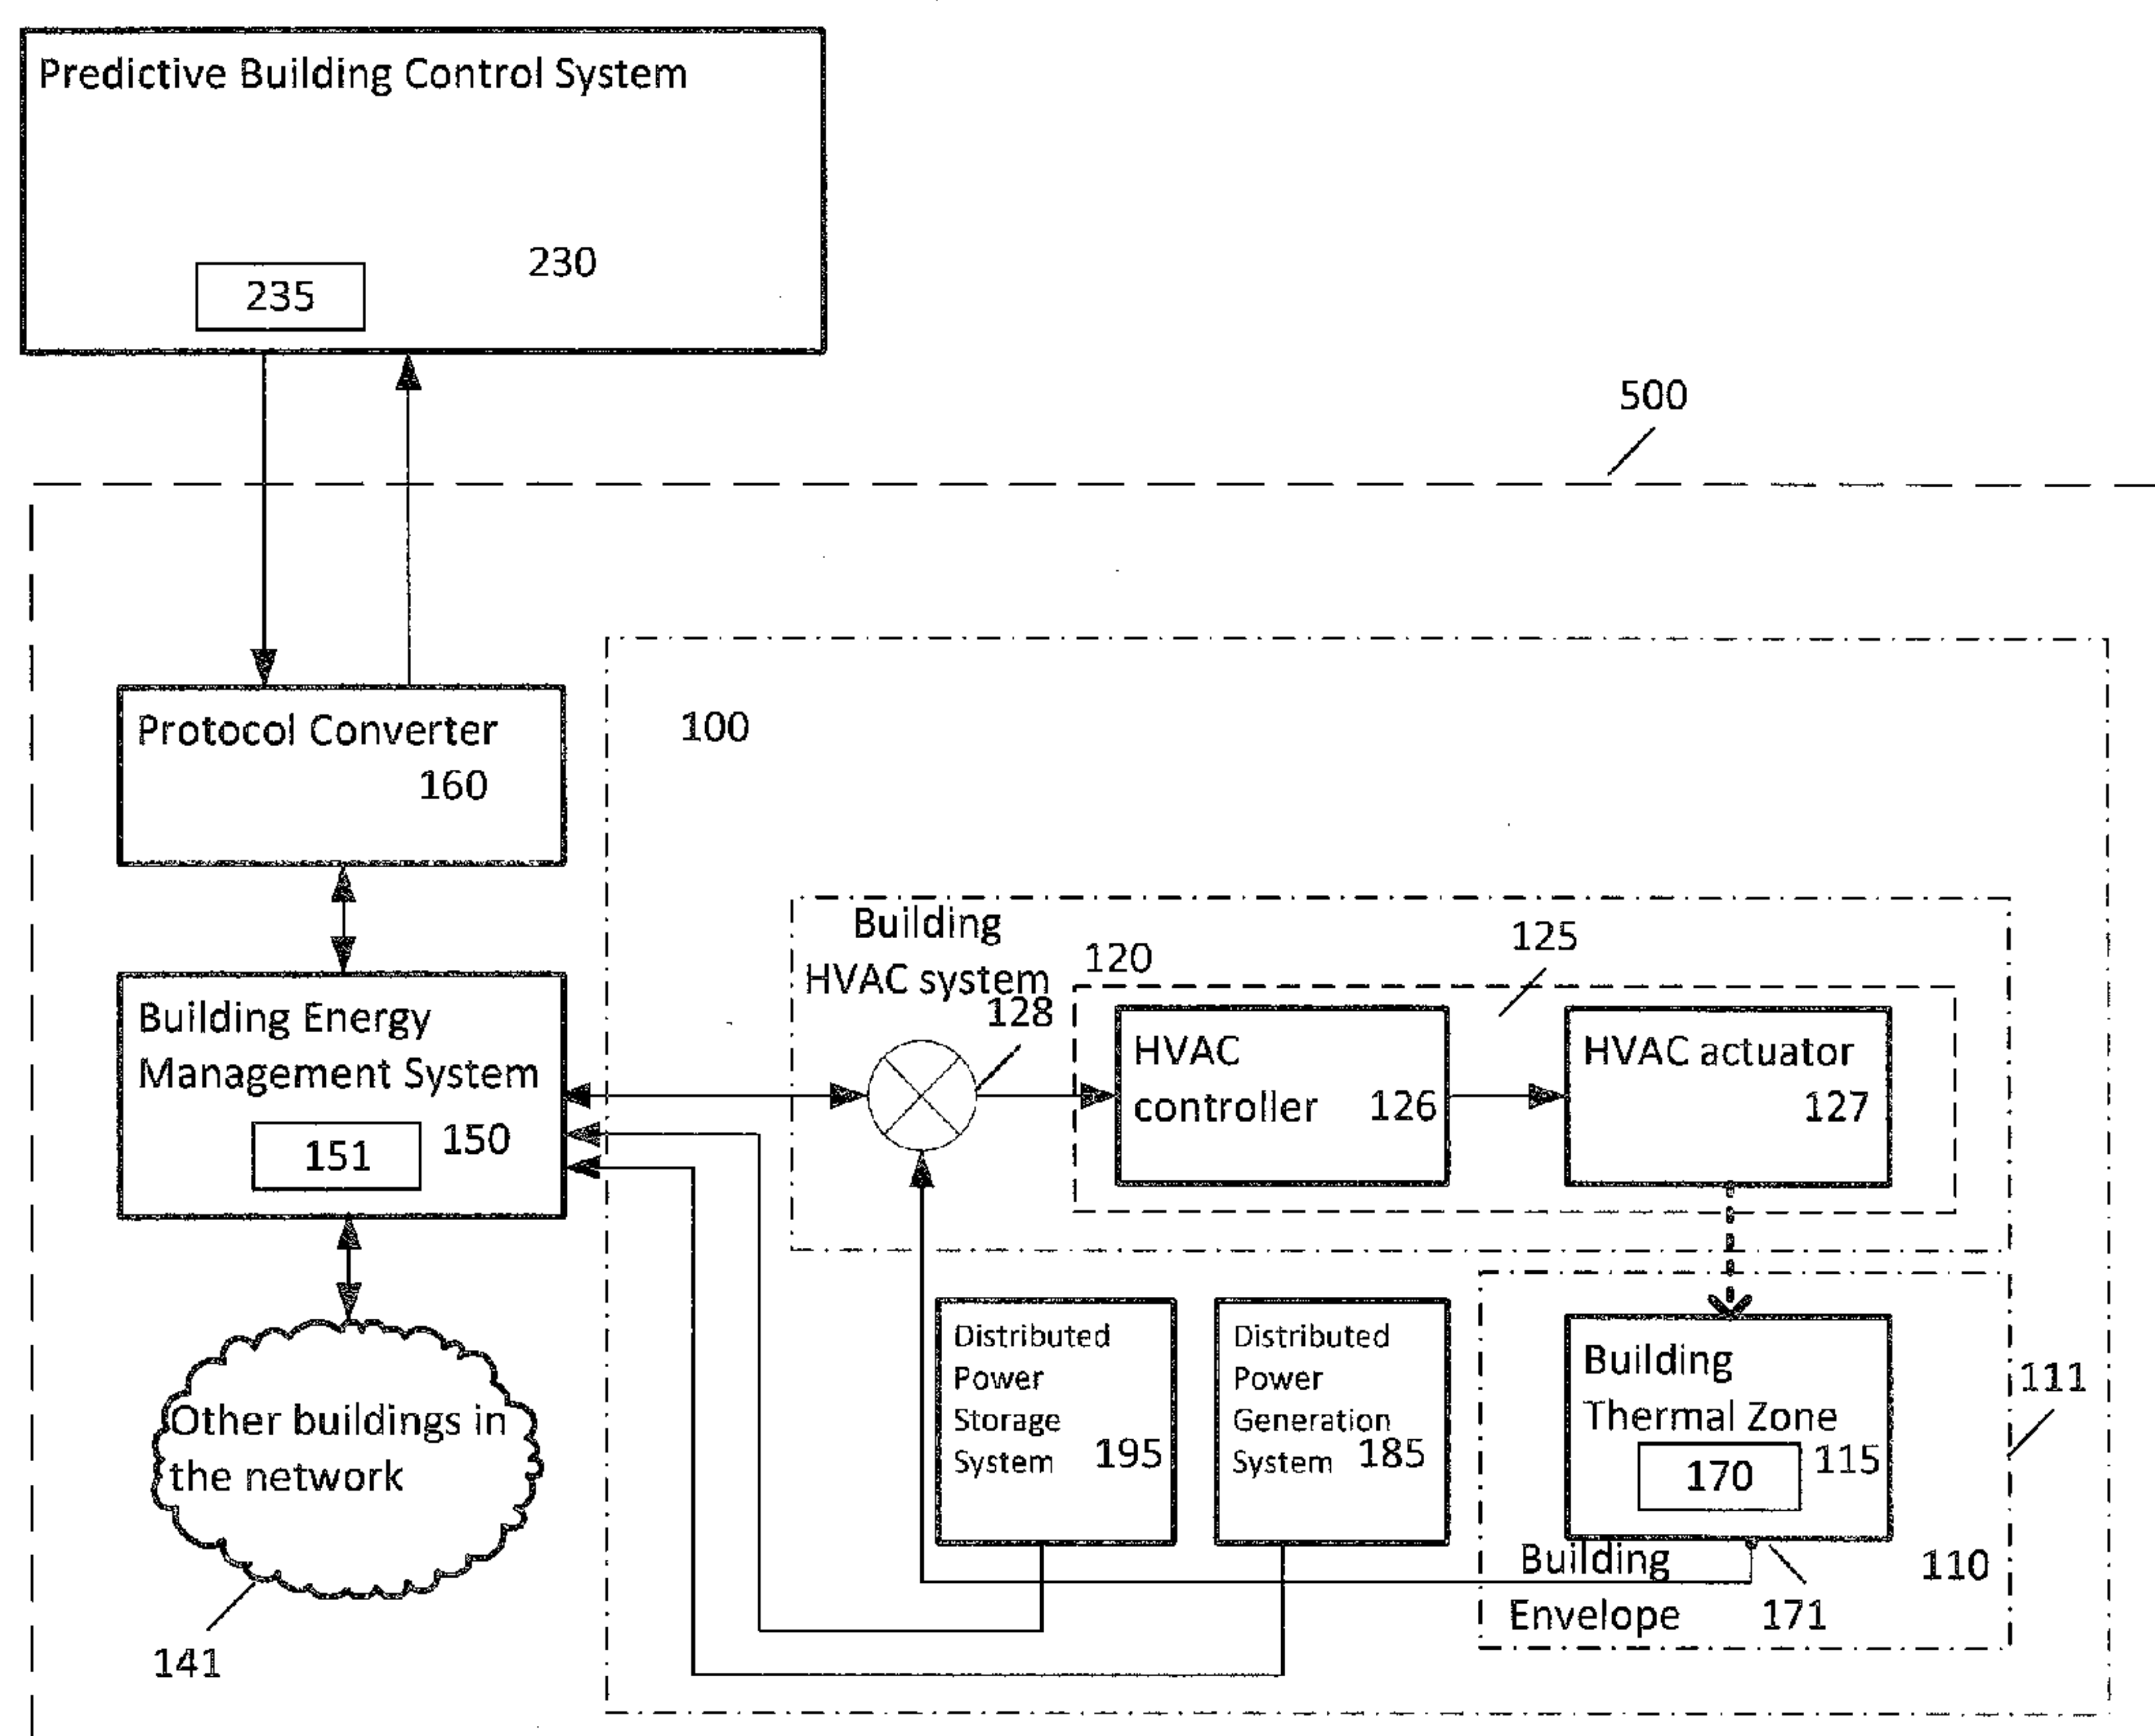 Predictive Building Control System
230
235
500
Protocol Converter
160
100
Building
HVAC system
120
125
128
Building Energy
Management System
150
151
HVAC
controller 126
HVAC actuator
127
Distributed
Power
Storage
System 195
Distributed
Power
Generation
System 185
Building
Thermal Zone
170
115
111
Building
Envelope
110
171
Other buildings in
the network
141